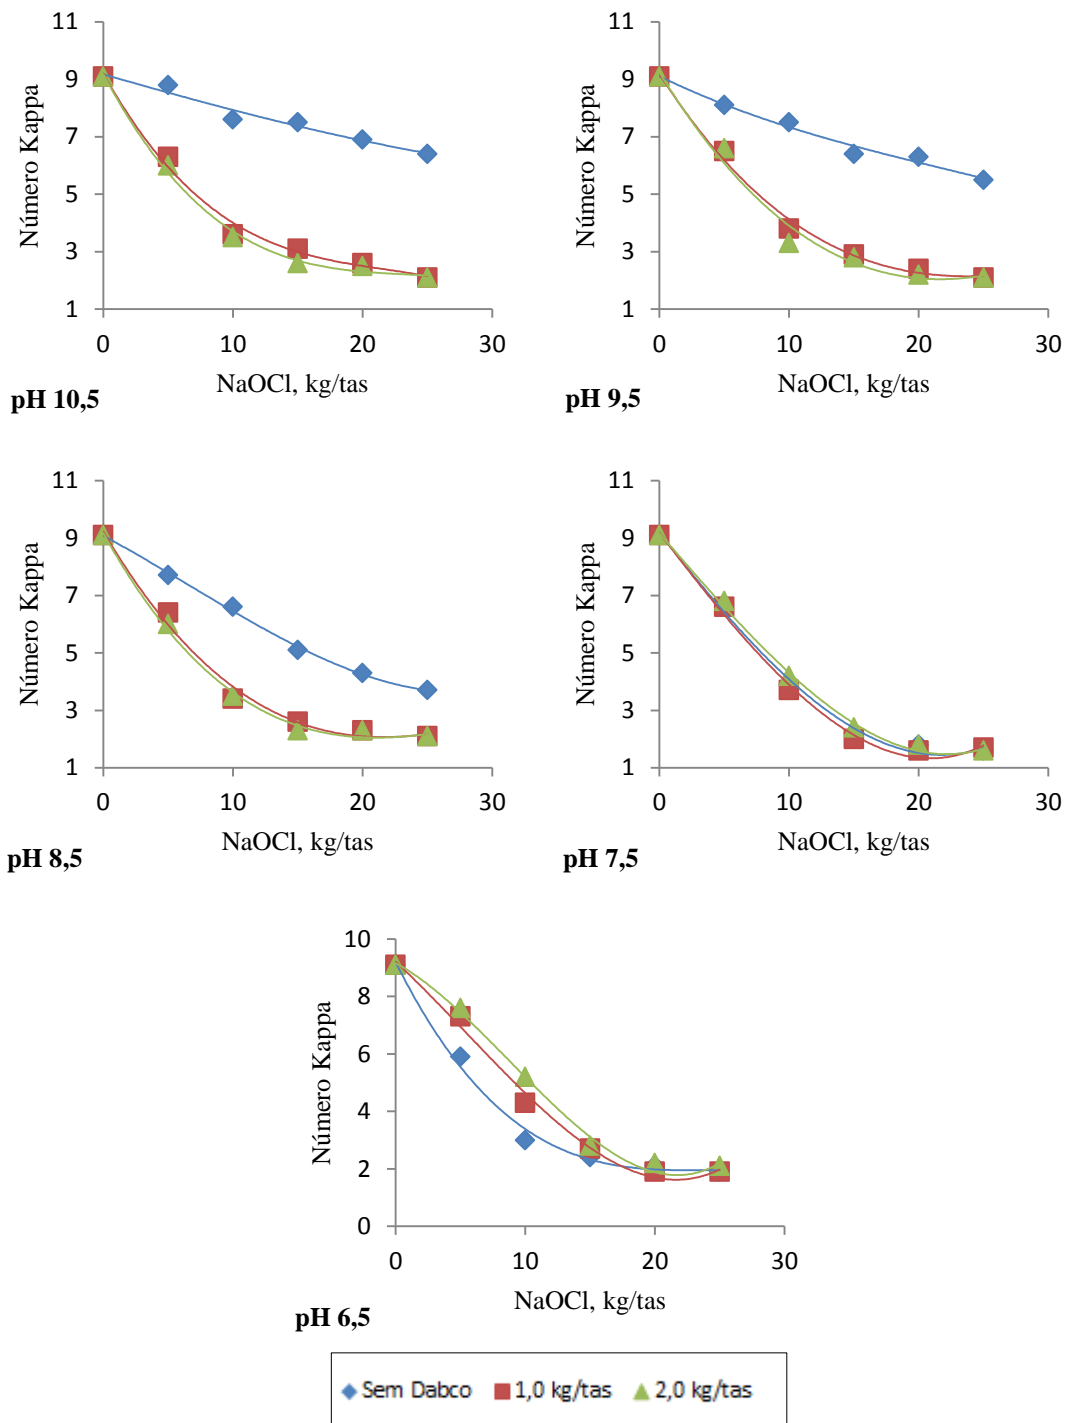 11
9
7
5
3
1
Número Kappa
0 10 20 30
NaOCl, kg/tas
pH 10,5
11
9
7
5
3
1
Número Kappa
0 10 20 30
NaOCl, kg/tas
pH 9,5
11
9
7
5
3
1
Número Kappa
0 10 20 30
NaOCl, kg/tas
pH 8,5
11
9
7
5
3
1
Número Kappa
0 10 20 30
NaOCl, kg/tas
pH 7,5
10
8
6
4
2
0
Número Kappa
0 10 20 30
NaOCl, kg/tas
pH 6,5
Sem Dabco 1,0 kg/tas 2,0 kg/tas